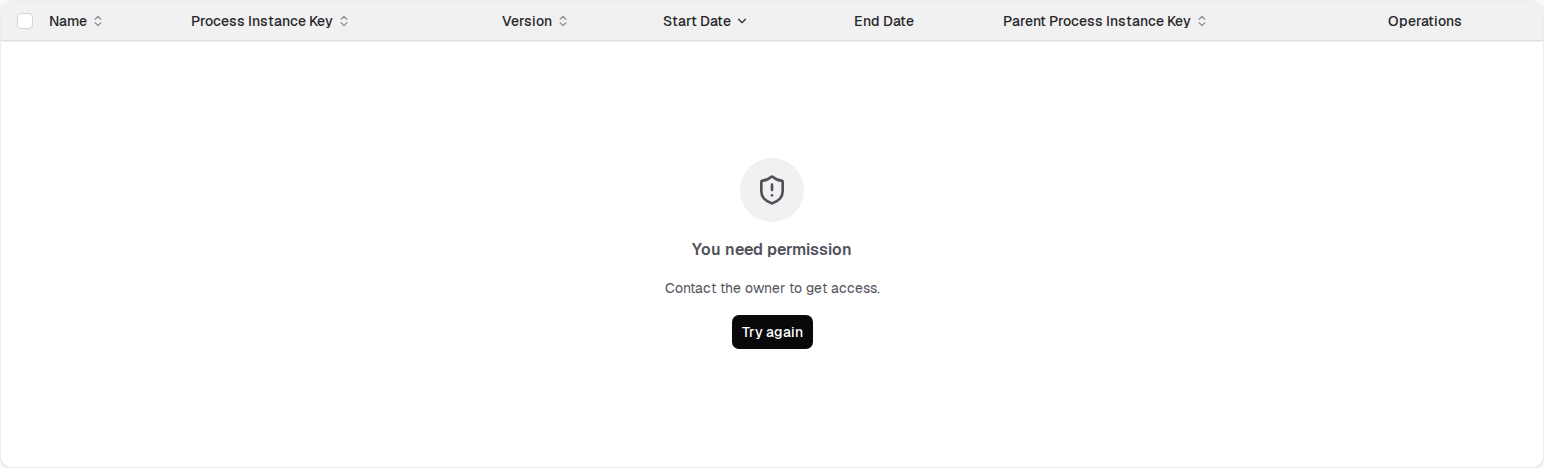 Name Process Instance Key Version Start Date End Date Parent Process Instance Key Operations
You need permission
Contact the owner to get access.
Try again